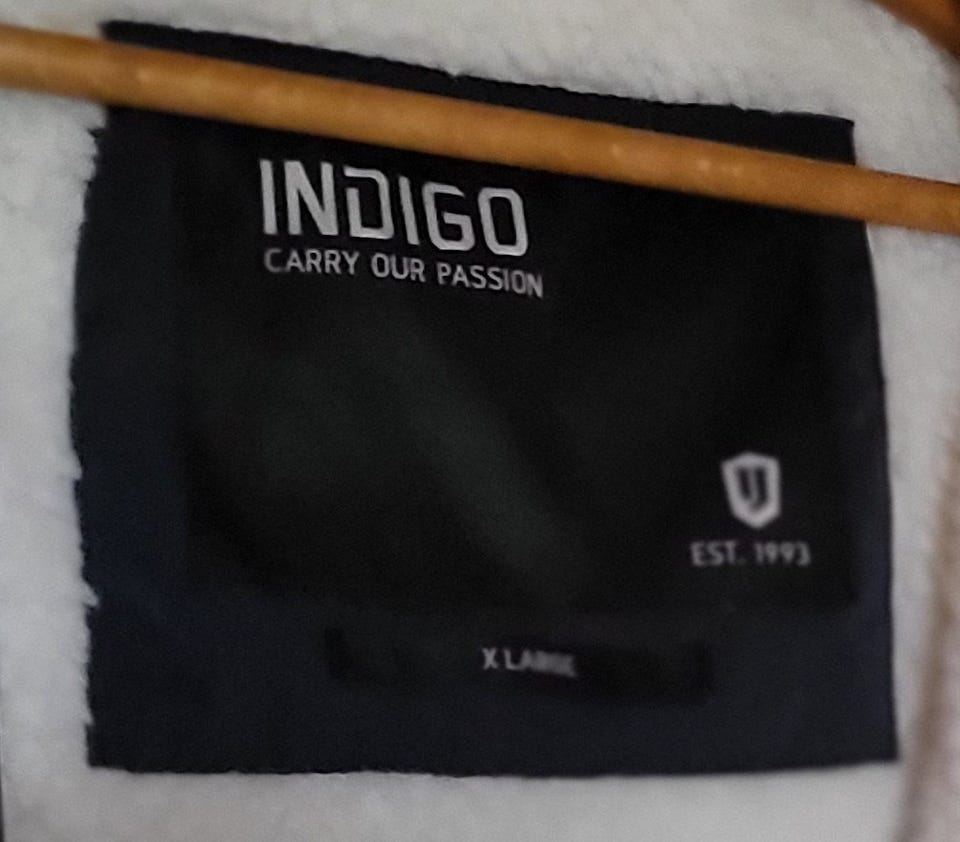 INDIGO
CARRY OUR PASSION
EST. 1993
X LARGE